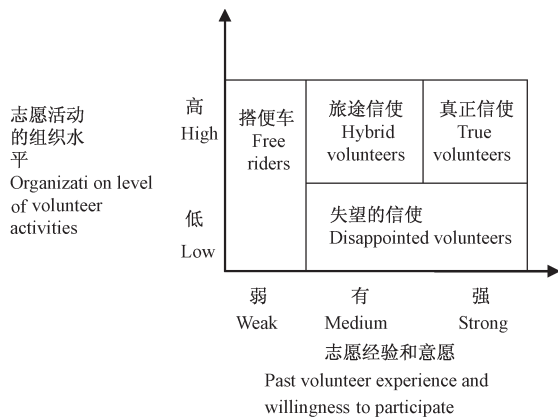 志愿活动
的组织水
平
Organizati on level
of volunteer
activities
高
High
低
Low
搭便车
Free
riders
旅途信使
Hybrid
volunteers
真正信使
True
volunteers
失望的信使
Disappointed volunteers
弱
Weak
有
Medium
强
Strong
志愿经验和意愿
Past volunteer experience and
willingness to participate